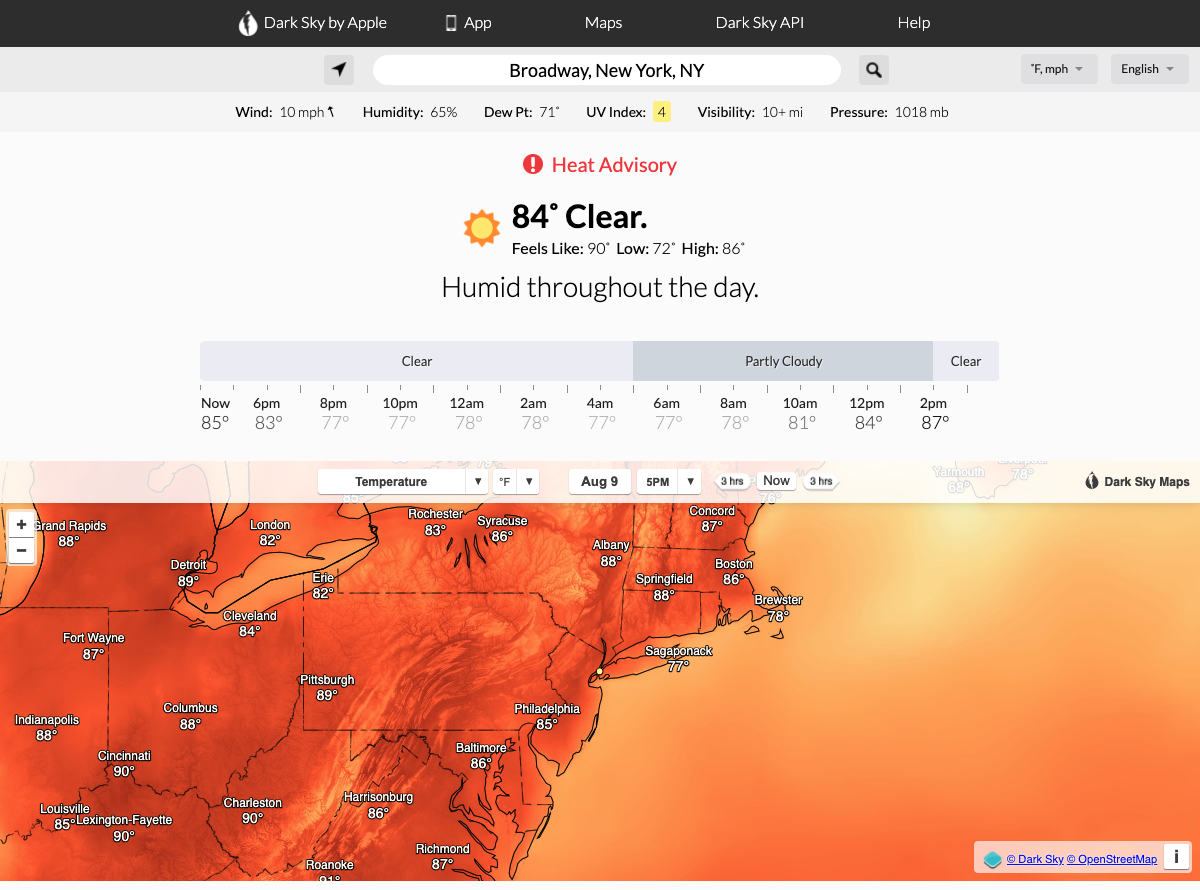 Dark Sky by Apple App Maps Dark Sky API Help
Broadway, New York, NY ˚F, mph English
Wind: 10 mph Humidity: 65% Dew Pt: 71˚ UV Index: 4 Visibility: 10+ mi Pressure: 1018 mb
Heat Advisory
84˚ Clear.
Feels Like: 90˚ Low: 72˚ High: 86˚
Humid throughout the day.
Clear Partly Cloudy Clear
Now 6pm 8pm 10pm 12am 2am 4am 6am 8am 10am 12pm 2pm
85° 83° 77° 77° 78° 78° 77° 77° 78° 81° 84° 87°
Temperature ▼ °F ▼ Aug 9 5PM ▼ 3 hrs Now 3 hrs Dark Sky Maps
Yarmouth
68°
78°
76°
+
−
Grand Rapids
88°
London
82°
Rochester
83°
Syracuse
86°
Concord
87°
Albany
88°
Detroit
89°
Erie
82°
Springfield
88°
Boston
86°
Brewster
78°
Cleveland
84°
Fort Wayne
87°
Sagaponack
77°
Pittsburgh
89°
Columbus
88°
Philadelphia
85°
Indianapolis
88°
Cincinnati
90°
Baltimore
86°
Louisville
85°
Lexington-Fayette
90°
Charleston
90°
Harrisonburg
86°
Richmond
87°
Roanoke
91°
© Dark Sky © OpenStreetMap i